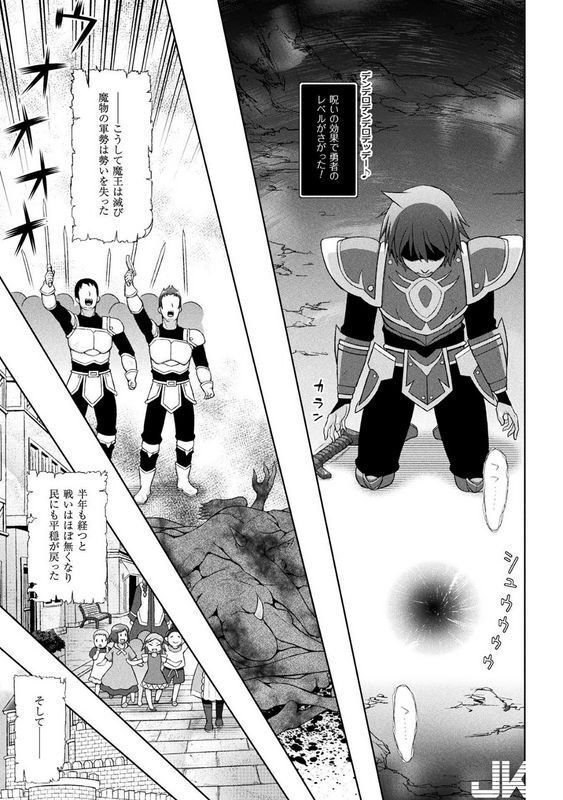 デンデロデンデロデッデー♪
呪いの効果で勇者の
レベルがさがった!
カラン
…
シュウウウゥゥ
…
ウオオオオ
――こうして魔王は滅び
魔物の軍勢は勢いを失った
半年も経つと
戦いはほぼ無くなり
民にも平穏が戻った
そして――
JK